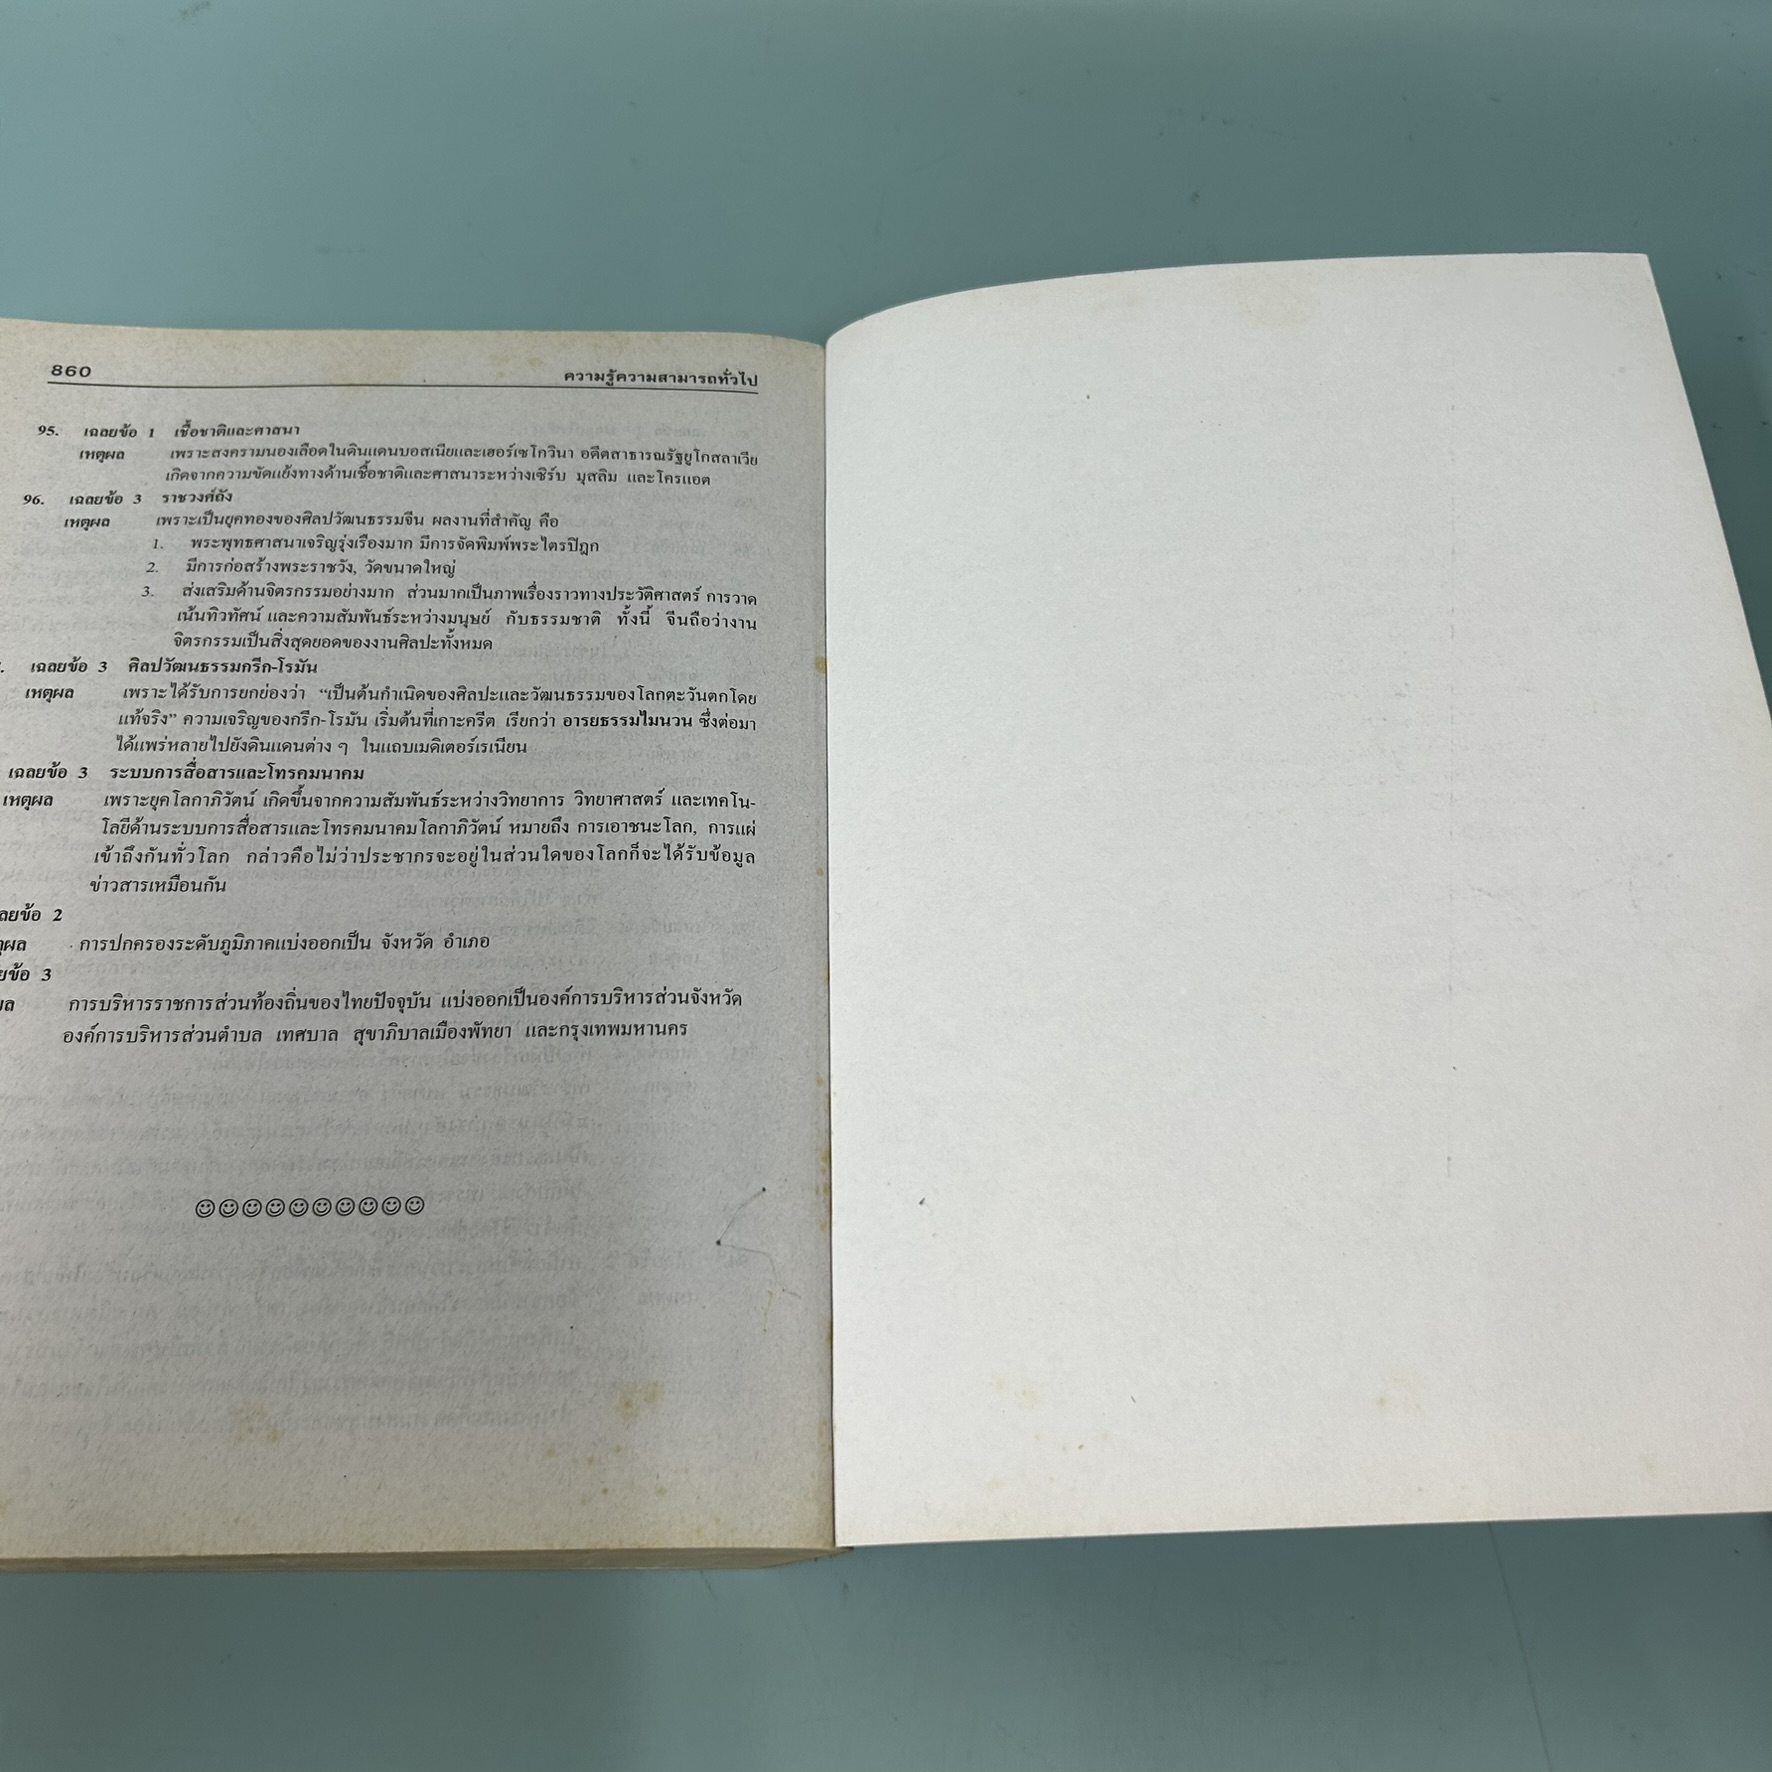 860 ความรู้ความสามารถทั่วไป
95. เฉลยข้อ 1 เชื้อชาติและศาสนา
เหตุผล เพราะสงครามนองเลือดในดินแดนบอสเนียและเฮอร์เซโกวินา อดีตสาธารณรัฐยูโกสลาเวีย
เกิดจากความขัดแย้งทางด้านเชื้อชาติและศาสนาระหว่างเซิร์บ มุสลิม และโครแอต
96. เฉลยข้อ 3 ราชวงศ์ถัง
เหตุผล เพราะเป็นยุคทองของศิลปวัฒนธรรมจีน ผลงานที่สำคัญ คือ
1. พระพุทธศาสนาเจริญรุ่งเรืองมาก มีการจัดพิมพ์พระไตรปิฎก
2. มีการก่อสร้างพระราชวัง, วัดขนาดใหญ่
3. ส่งเสริมด้านจิตรกรรมอย่างมาก ส่วนมากเป็นภาพเรื่องราวทางประวัติศาสตร์ การวาด
เน้นทิวทัศน์ และความสัมพันธ์ระหว่างมนุษย์ กับธรรมชาติ ทั้งนี้ จีนถือว่างาน
จิตรกรรมเป็นสิ่งสุดยอดของงานศิลปะทั้งหมด
เฉลยข้อ 3 ศิลปวัฒนธรรมกรีก-โรมัน
เหตุผล เพราะได้รับการยกย่องว่า “เป็นต้นกำเนิดของศิลปะและวัฒนธรรมของโลกตะวันตกโดย
แท้จริง” ความเจริญของกรีก-โรมัน เริ่มต้นที่เกาะครีต เรียกว่า อารยธรรมไมนวน ซึ่งต่อมา
ได้แพร่หลายไปยังดินแดนต่าง ๆ ในแถบเมดิเตอร์เรเนียน
เฉลยข้อ 3 ระบบการสื่อสารและโทรคมนาคม
เหตุผล เพราะยุคโลกาภิวัตน์ เกิดขึ้นจากความสัมพันธ์ระหว่างวิทยาการ วิทยาศาสตร์ และเทคโน-
โลยีด้านระบบการสื่อสารและโทรคมนาคมโลกาภิวัตน์ หมายถึง การเอาชนะโลก, การแผ่
เข้าถึงกันทั่วโลก กล่าวคือไม่ว่าประชากรจะอยู่ในส่วนใดของโลกก็จะได้รับข้อมูล
ข่าวสารเหมือนกัน
ลยข้อ 2
ผล การปกครองระดับภูมิภาคแบ่งออกเป็น จังหวัด อำเภอ
ยข้อ 3
ผล การบริหารราชการส่วนท้องถิ่นของไทยปัจจุบัน แบ่งออกเป็นองค์การบริหารส่วนจังหวัด
องค์การบริหารส่วนตำบล เทศบาล สุขาภิบาลเมืองพัทยา และกรุงเทพมหานคร